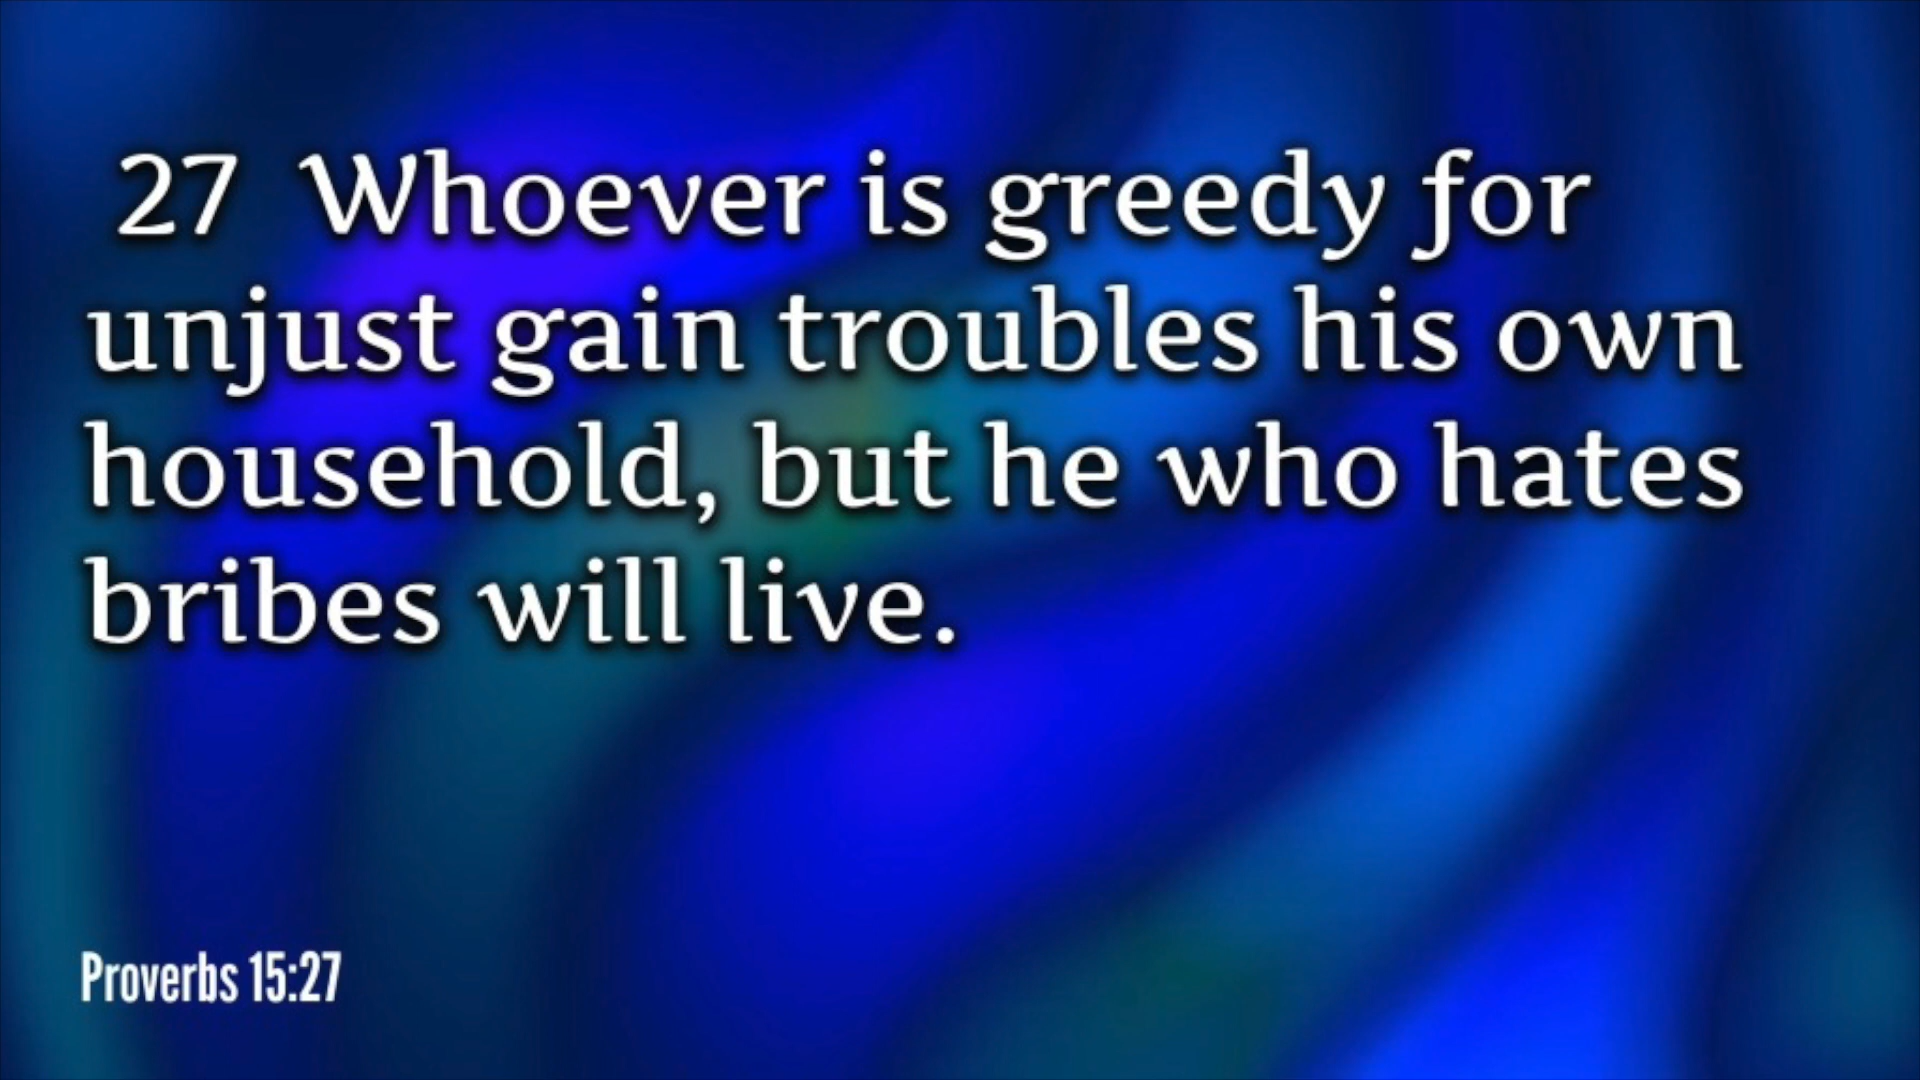 27 Whoever is greedy for
unjust gain troubles his own
household, but he who hates
bribes will live.
Proverbs 15:27